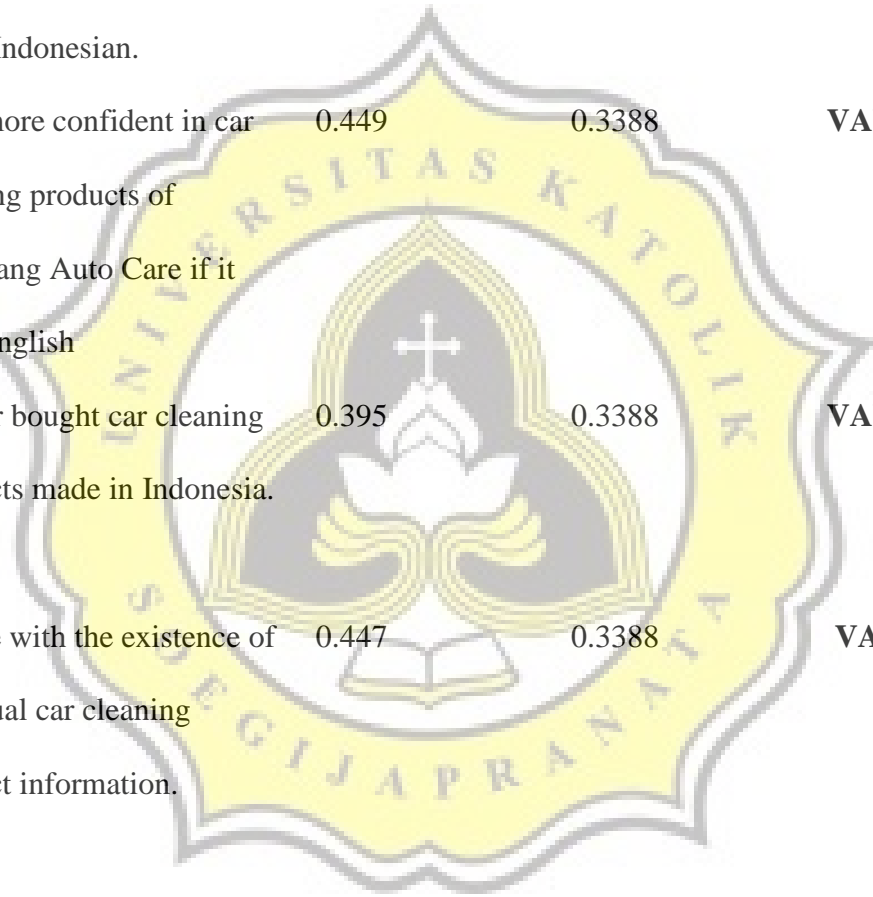 Indonesian.
more confident in car 0.449 0.3388 VA
ng products of
ang Auto Care if it
nglish
r bought car cleaning 0.395 0.3388 VA
cts made in Indonesia.
e with the existence of 0.447 0.3388 VA
ual car cleaning
ct information.
UNIVERSITAS KATOLIK
SOEGIJAPRANATA